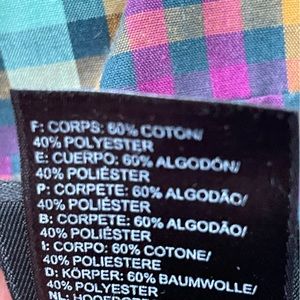 F: CORPS: 60% COTON/
40% POLYESTER
E: CUERPO: 60% ALGODÓN/
40% POLIÉSTER
P: CORPETE: 60% ALGODÃO/
40% POLIÉSTER
B: CORPETE: 60% ALGODÃO/
40% POLIÉSTER
I: CORPO: 60% COTONE/
40% POLIESTERE
D: KÖRPER: 60% BAUMWOLLE/
40% POLYESTER